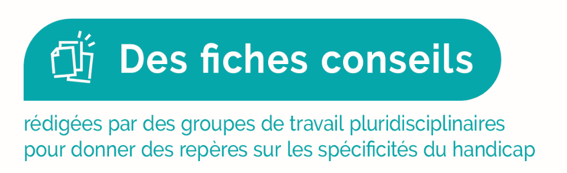 Des fiches conseils
rédigées par des groupes de travail pluridisciplinaires
pour donner des repères sur les spécificités du handicap